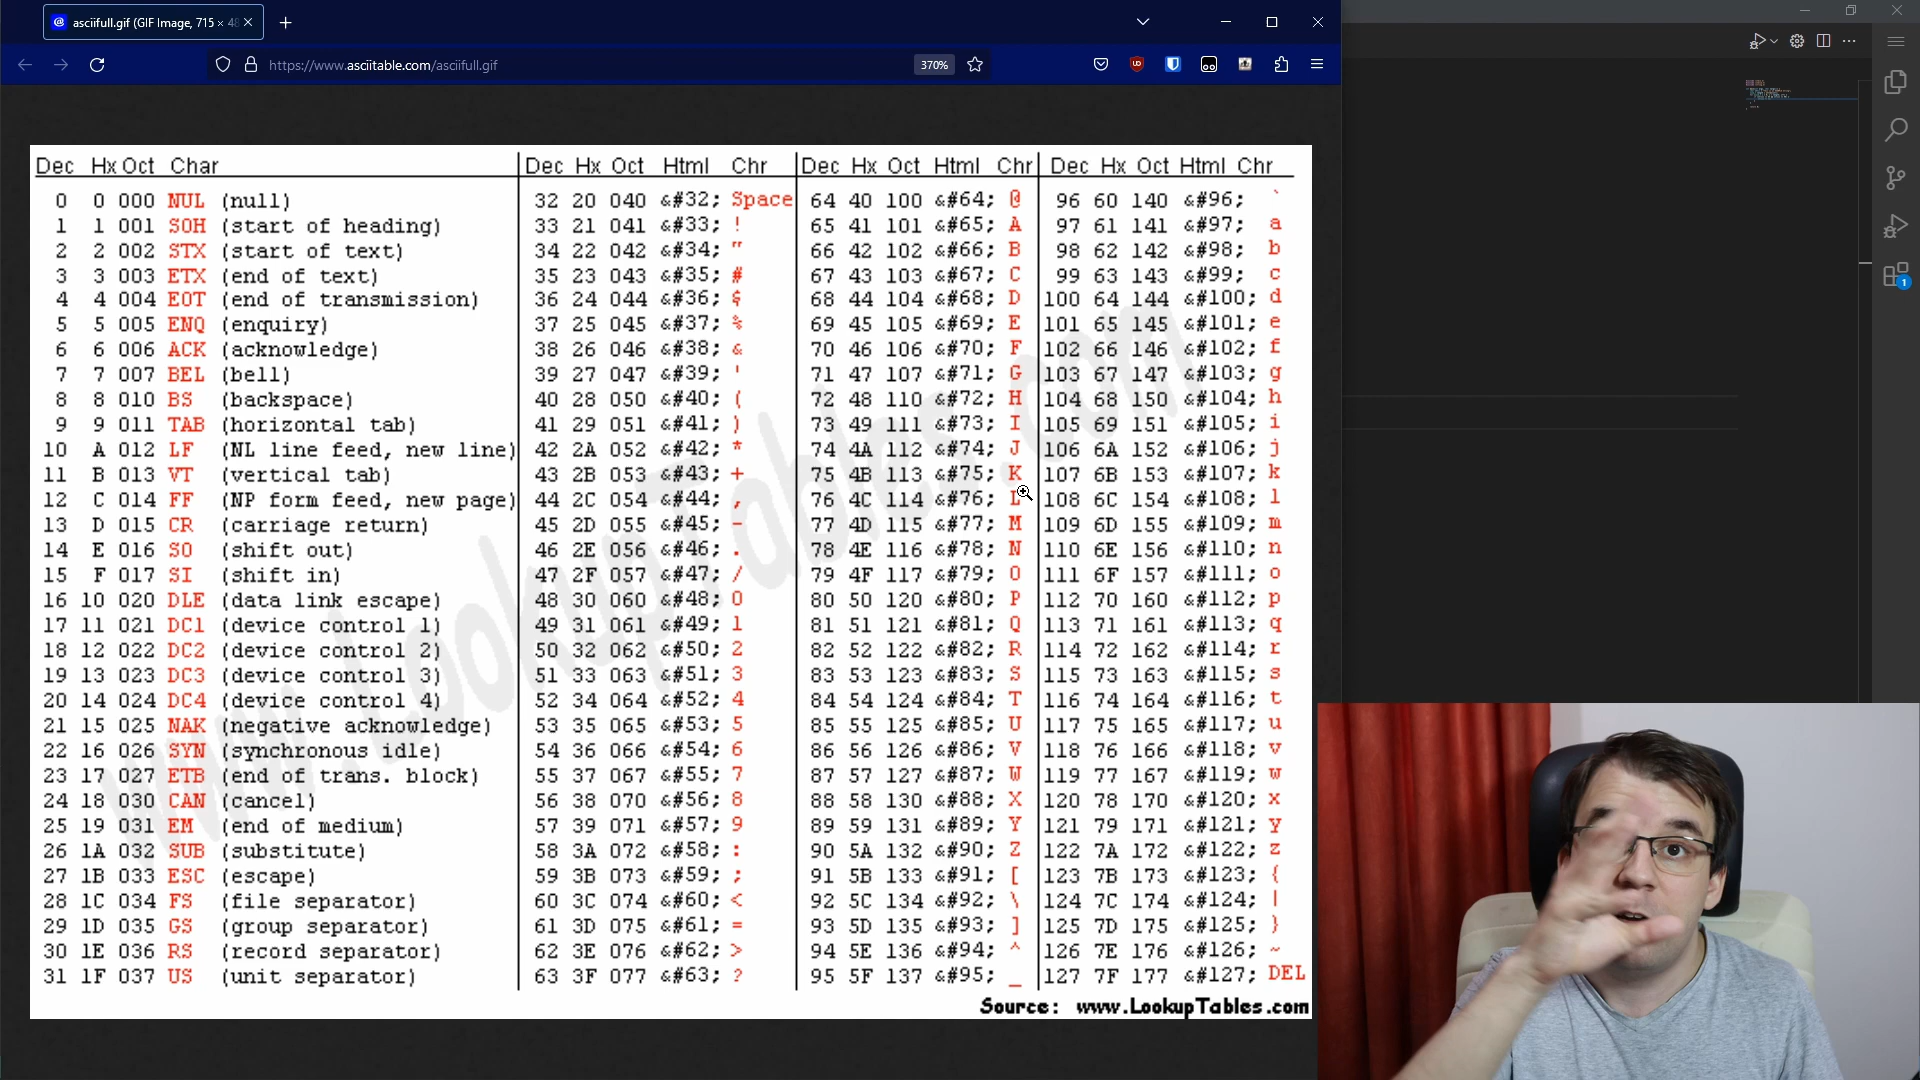 asciifull.gif (GIF Image, 715 × 48
https://www.asciitable.com/asciifull.gif
370%
Dec Hx Oct Char Dec Hx Oct Html Chr Dec Hx Oct Html Chr Dec Hx Oct Html Chr
0 0 000 NUL (null) 32 20 040 &#32; Space 64 40 100 &#64; @ 96 60 140 &#96; `
1 1 001 SOH (start of heading) 33 21 041 &#33; ! 65 41 101 &#65; A 97 61 141 &#97; a
2 2 002 STX (start of text) 34 22 042 &#34; " 66 42 102 &#66; B 98 62 142 &#98; b
3 3 003 ETX (end of text) 35 23 043 &#35; # 67 43 103 &#67; C 99 63 143 &#99; c
4 4 004 EOT (end of transmission) 36 24 044 &#36; $ 68 44 104 &#68; D 100 64 144 &#100; d
5 5 005 ENQ (enquiry) 37 25 045 &#37; % 69 45 105 &#69; E 101 65 145 &#101; e
6 6 006 ACK (acknowledge) 38 26 046 &#38; & 70 46 106 &#70; F 102 66 146 &#102; f
7 7 007 BEL (bell) 39 27 047 &#39; ' 71 47 107 &#71; G 103 67 147 &#103; g
8 8 010 BS (backspace) 40 28 050 &#40; ( 72 48 110 &#72; H 104 68 150 &#104; h
9 9 011 TAB (horizontal tab) 41 29 051 &#41; ) 73 49 111 &#73; I 105 69 151 &#105; i
10 A 012 LF (NL line feed, new line) 42 2A 052 &#42; * 74 4A 112 &#74; J 106 6A 152 &#106; j
11 B 013 VT (vertical tab) 43 2B 053 &#43; + 75 4B 113 &#75; K 107 6B 153 &#107; k
12 C 014 FF (NP form feed, new page) 44 2C 054 &#44; , 76 4C 114 &#76; L 108 6C 154 &#108; l
13 D 015 CR (carriage return) 45 2D 055 &#45; - 77 4D 115 &#77; M 109 6D 155 &#109; m
14 E 016 SO (shift out) 46 2E 056 &#46; . 78 4E 116 &#78; N 110 6E 156 &#110; n
15 F 017 SI (shift in) 47 2F 057 &#47; / 79 4F 117 &#79; O 111 6F 157 &#111; o
16 10 020 DLE (data link escape) 48 30 060 &#48; 0 80 50 120 &#80; P 112 70 160 &#112; p
17 11 021 DC1 (device control 1) 49 31 061 &#49; 1 81 51 121 &#81; Q 113 71 161 &#113; q
18 12 022 DC2 (device control 2) 50 32 062 &#50; 2 82 52 122 &#82; R 114 72 162 &#114; r
19 13 023 DC3 (device control 3) 51 33 063 &#51; 3 83 53 123 &#83; S 115 73 163 &#115; s
20 14 024 DC4 (device control 4) 52 34 064 &#52; 4 84 54 124 &#84; T 116 74 164 &#116; t
21 15 025 NAK (negative acknowledge) 53 35 065 &#53; 5 85 55 125 &#85; U 117 75 165 &#117; u
22 16 026 SYN (synchronous idle) 54 36 066 &#54; 6 86 56 126 &#86; V 118 76 166 &#118; v
23 17 027 ETB (end of trans. block) 55 37 067 &#55; 7 87 57 127 &#87; W 119 77 167 &#119; w
24 18 030 CAN (cancel) 56 38 070 &#56; 8 88 58 130 &#88; X 120 78 170 &#120; x
25 19 031 EM (end of medium) 57 39 071 &#57; 9 89 59 131 &#89; Y 121 79 171 &#121; y
26 1A 032 SUB (substitute) 58 3A 072 &#58; : 90 5A 132 &#90; Z 122 7A 172 &#122; z
27 1B 033 ESC (escape) 59 3B 073 &#59; ; 91 5B 133 &#91; [ 123 7B 173 &#123; {
28 1C 034 FS (file separator) 60 3C 074 &#60; < 92 5C 134 &#92; \ 124 7C 174 &#124; |
29 1D 035 GS (group separator) 61 3D 075 &#61; = 93 5D 135 &#93; ] 125 7D 175 &#125; }
30 1E 036 RS (record separator) 62 3E 076 &#62; > 94 5E 136 &#94; ^ 126 7E 176 &#126; ~
31 1F 037 US (unit separator) 63 3F 077 &#63; ? 95 5F 137 &#95; _ 127 7F 177 &#127; DEL
Source: www.LookupTables.com
www.LookupTables.com
1